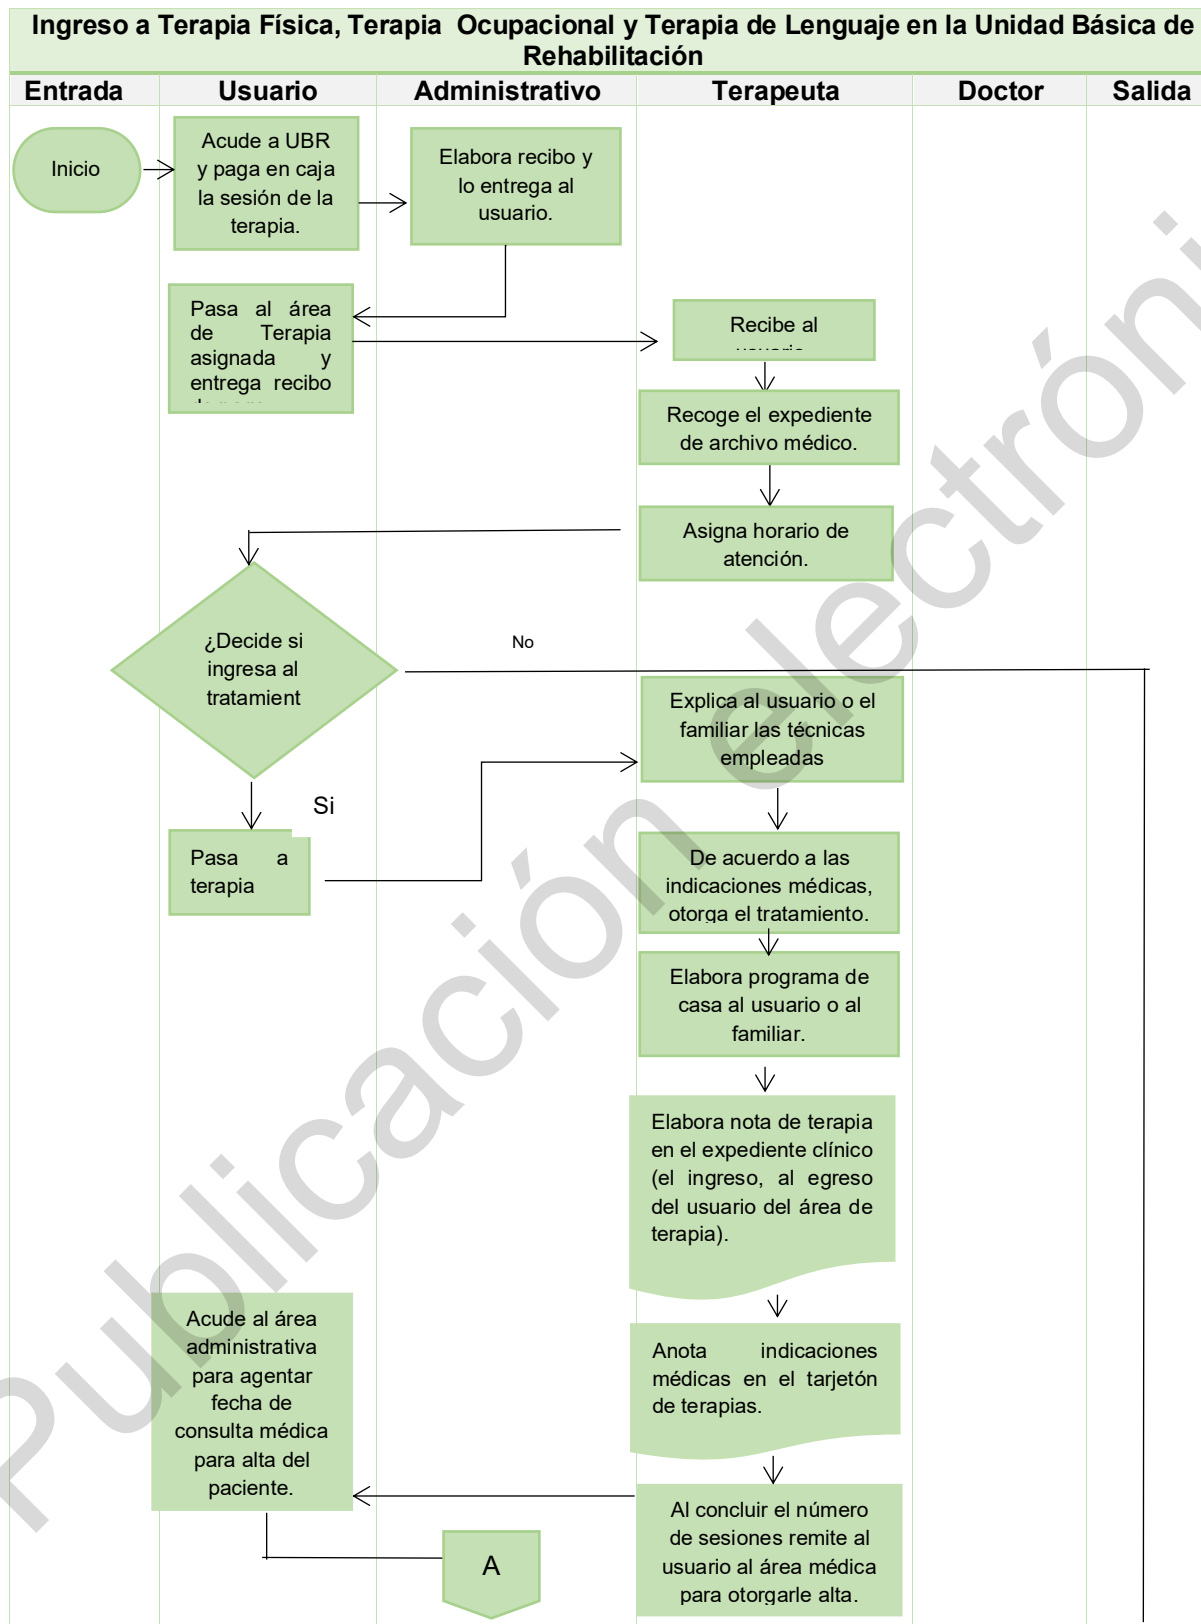 Ingreso a Terapia Física, Terapia Ocupacional y Terapia de Lenguaje en la Unidad Básica de
Rehabilitación
Entrada Usuario Administrativo Terapeuta Doctor Salida
Inicio
Acude a UBR
y paga en caja
la sesión de la
terapia.
Elabora recibo y
lo entrega al
usuario.
Pasa al área
de Terapia
asignada y
entrega recibo
Recibe al
Recoge el expediente
de archivo médico.
Asigna horario de
atención.
¿Decide si
ingresa al
tratamient
No
Si
Explica al usuario o el
familiar las técnicas
empleadas
Pasa a
terapia
De acuerdo a las
indicaciones médicas,
otorga el tratamiento.
Elabora programa de
casa al usuario o al
familiar.
Elabora nota de terapia
en el expediente clínico
(el ingreso, al egreso
del usuario del área de
terapia).
Anota indicaciones
médicas en el tarjetón
de terapias.
Acude al área
administrativa
para agentar
fecha de
consulta médica
para alta del
paciente.
Al concluir el número
de sesiones remite al
usuario al área médica
para otorgarle alta.
A
Publicación electróni